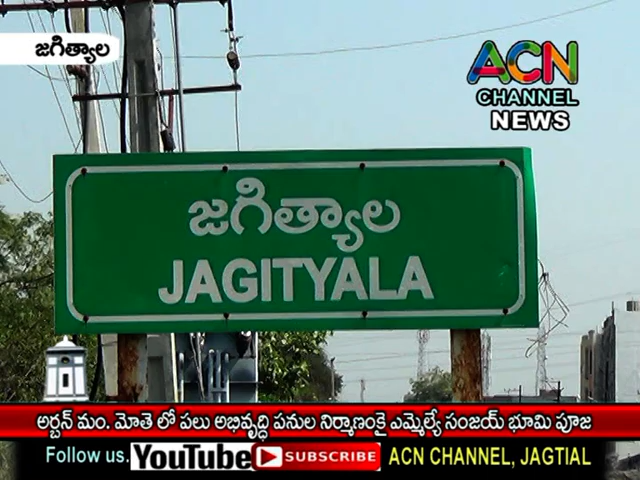 జగిత్యాల
ACN
CHANNEL
NEWS
జగిత్యాల
JAGITYALA
అర్బన్ మం. మోతె లో పలు అభివృద్ధి పనుల నిర్మాణంకై ఎమ్మెల్యే సంజయ్ భూమి పూజ
Follow us. YouTube SUBSCRIBE ACN CHANNEL, JAGTIAL